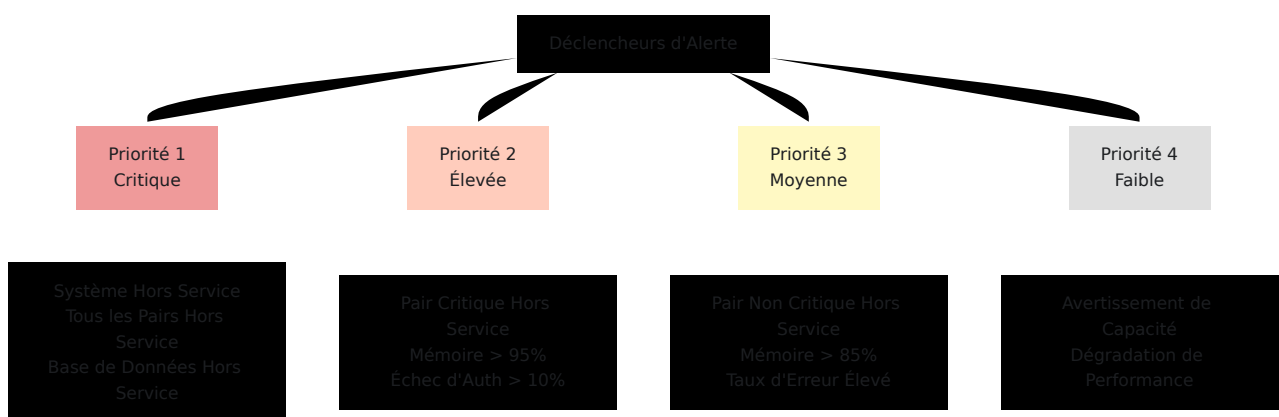 Déclencheurs d'Alerte
Priorité 1
Critique
Priorité 2
Élevée
Priorité 3
Moyenne
Priorité 4
Faible
Système Hors Service
Tous les Pairs Hors
Service
Base de Données Hors
Service
Pair Critique Hors
Service
Mémoire > 95%
Échec d'Auth > 10%
Pair Non Critique Hors
Service
Mémoire > 85%
Taux d'Erreur Élevé
Avertissement de
Capacité
Dégradation de
Performance